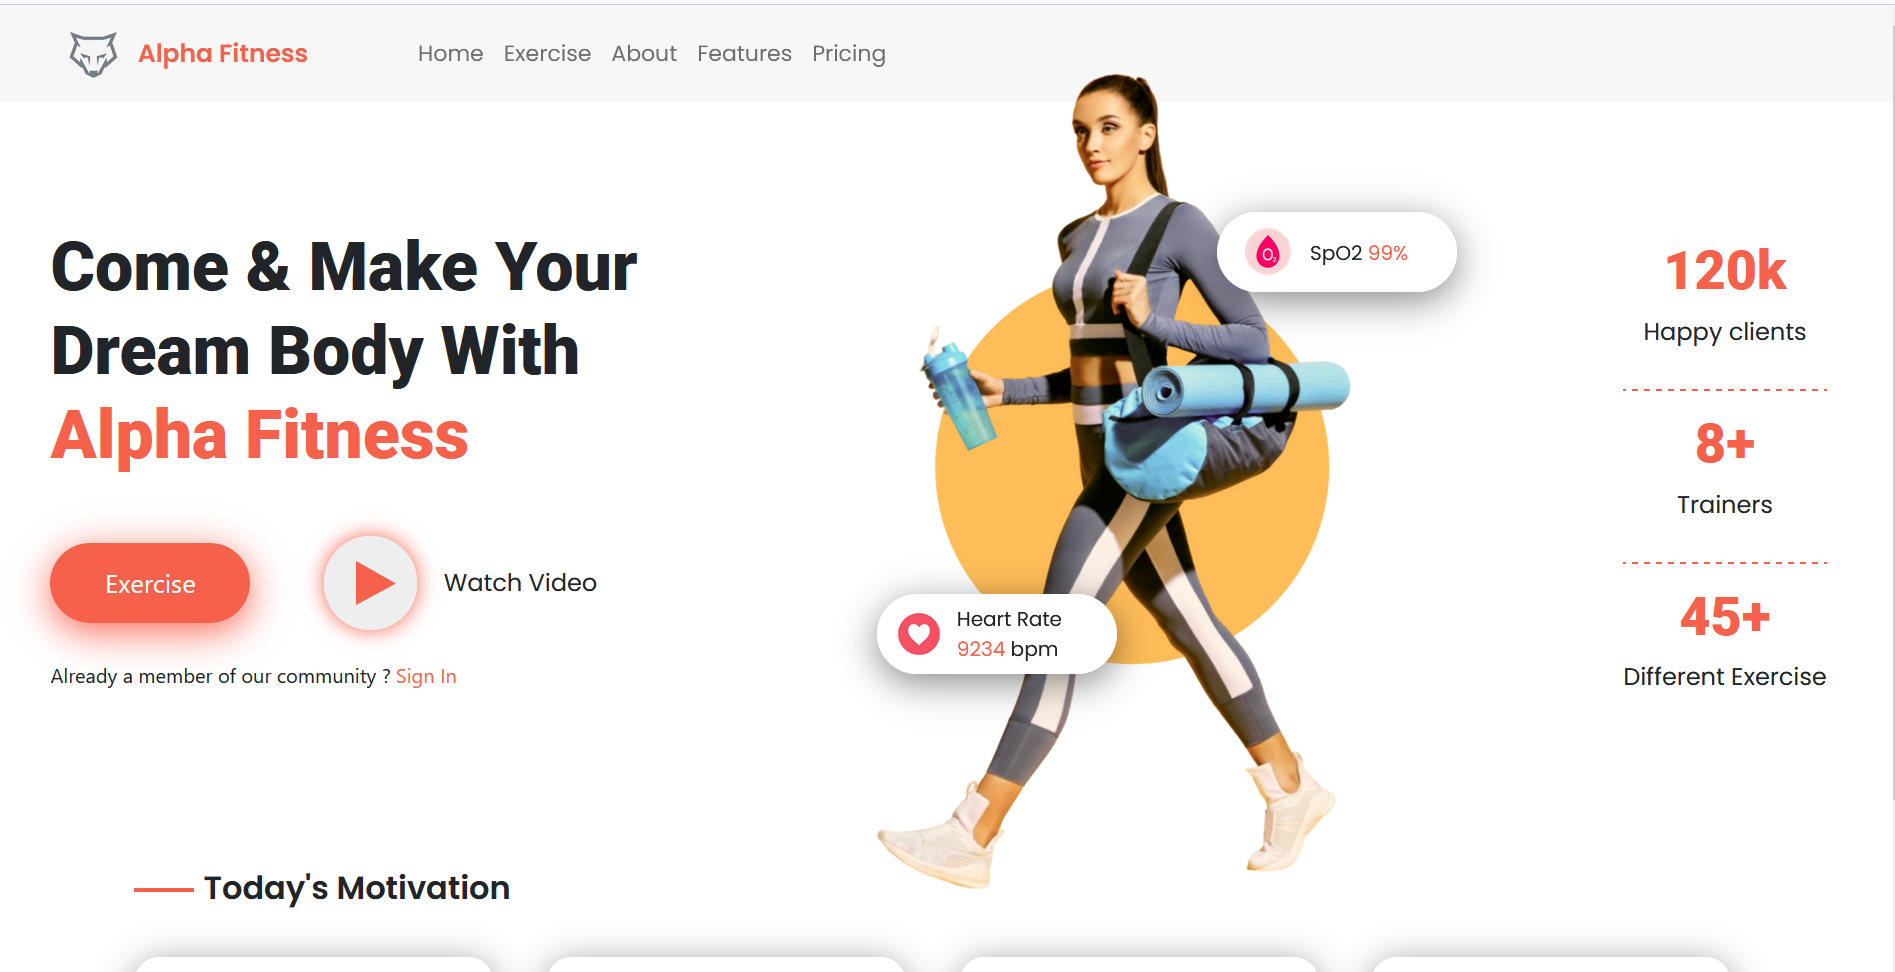 Alpha Fitness
Home Exercise About Features Pricing
Come & Make Your
Dream Body With
Alpha Fitness
Exercise
Watch Video
Already a member of our community ? Sign In
SpO2 99%
O₂
Heart Rate
9234 bpm
120k
Happy clients
8+
Trainers
45+
Different Exercise
Today's Motivation